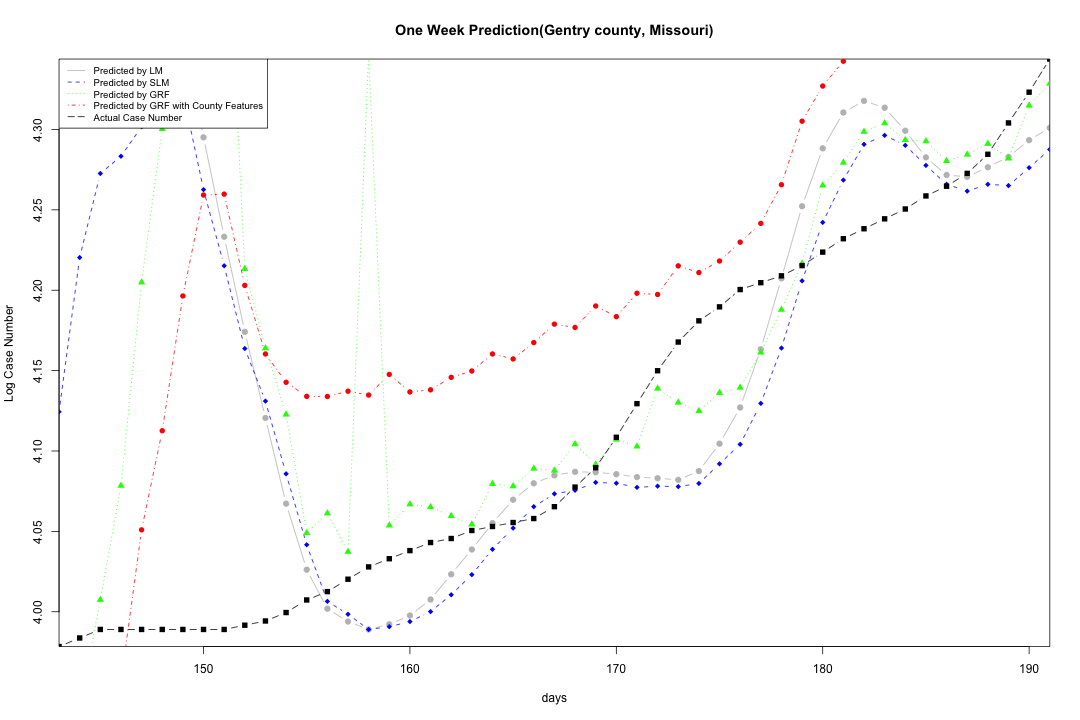 One Week Prediction(Gentry county, Missouri)
Predicted by LM
Predicted by SLM
Predicted by GRF
Predicted by GRF with County Features
Actual Case Number
Log Case Number
4.30
4.25
4.20
4.15
4.10
4.05
4.00
150 160 170 180 190
days